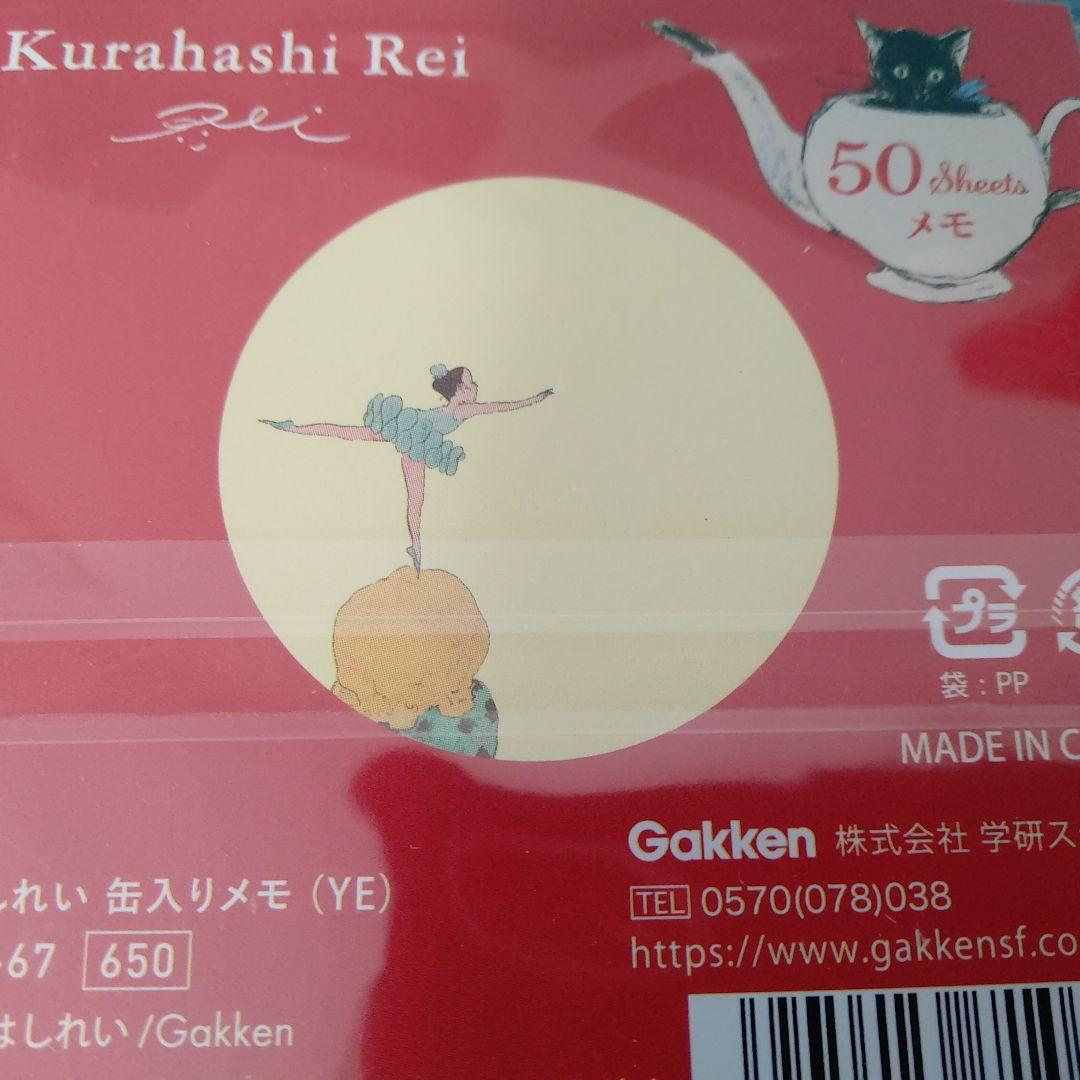 Kurahashi Rei
Rei
50 Sheets
メモ
プラ
袋 : PP
MADE IN C
Gakken 株式会社 学研ス
TEL 0570(078)038
https://www.gakkensf.co
しれい 缶入りメモ（YE）
-67 650
はしれい/Gakken